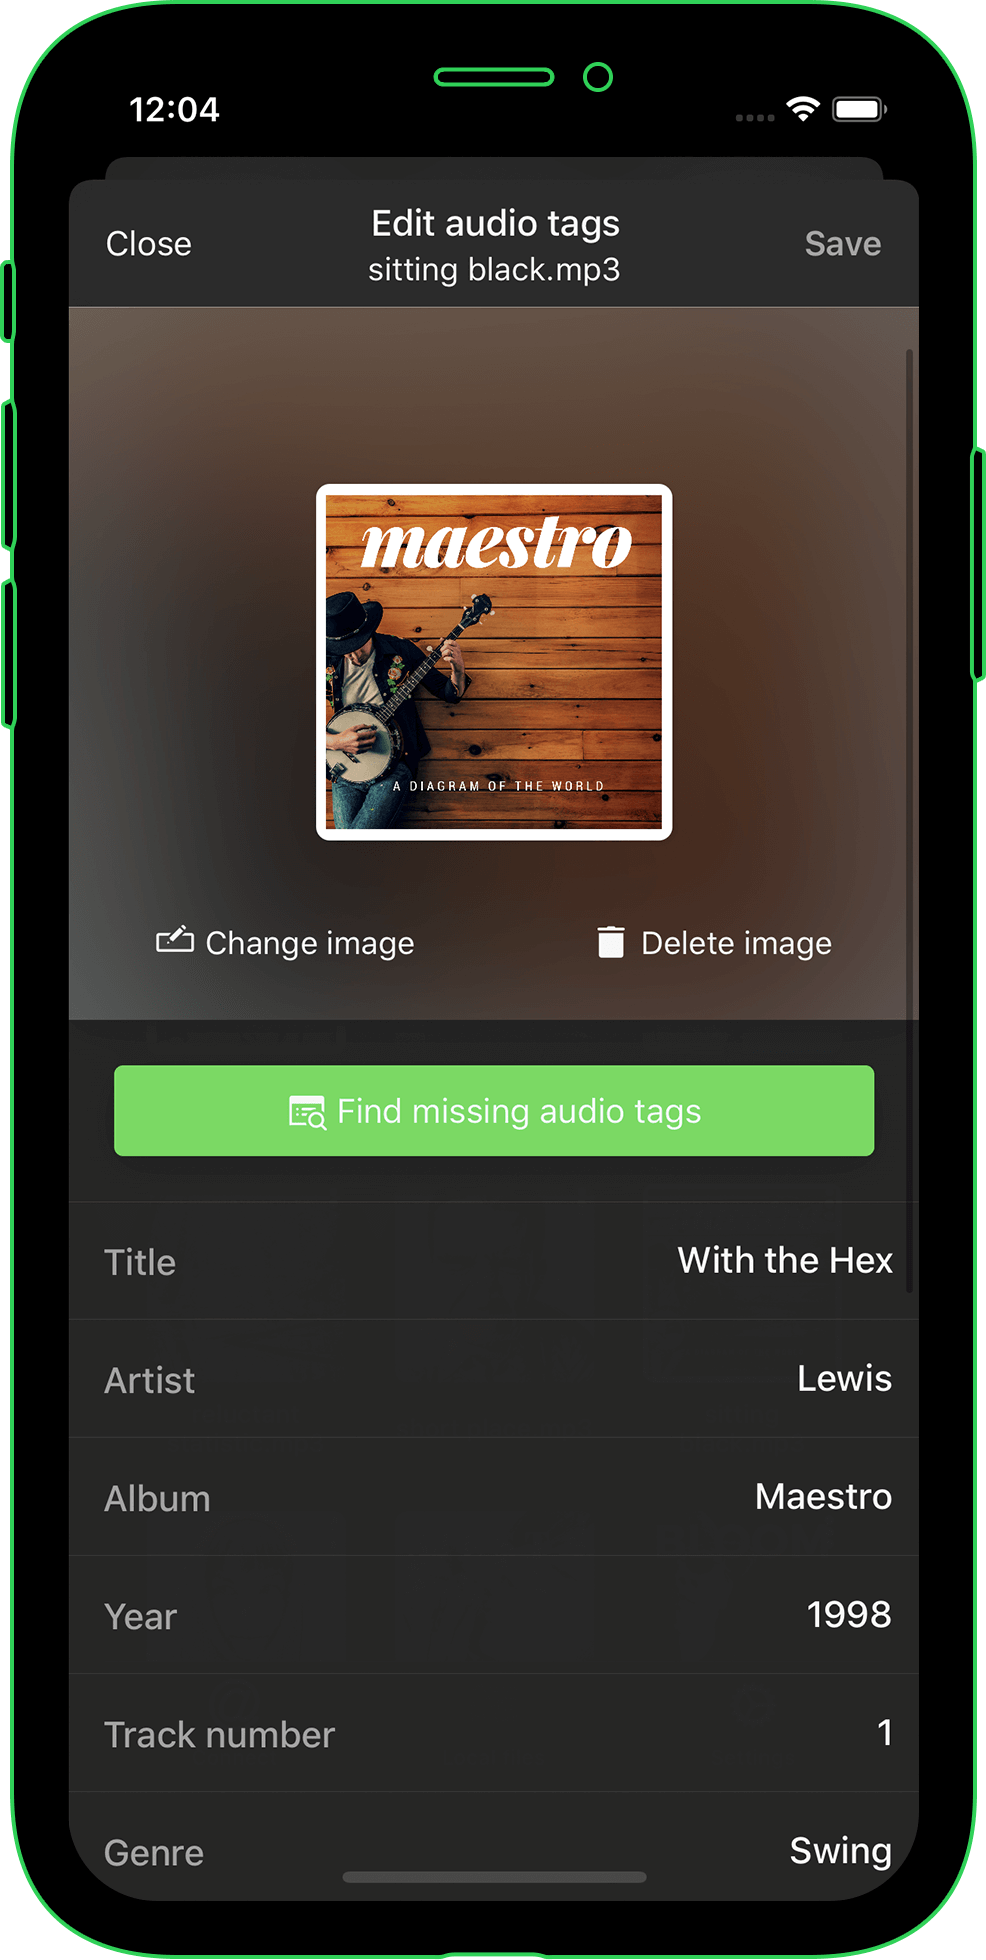 12:04
Close
Edit audio tags
sitting black.mp3
Save
maestro
A DIAGRAM OF THE WORLD
Change image
Delete image
Find missing audio tags
Title
With the Hex
Artist
Lewis
Album
Maestro
Year
1998
Track number
1
Genre
Swing